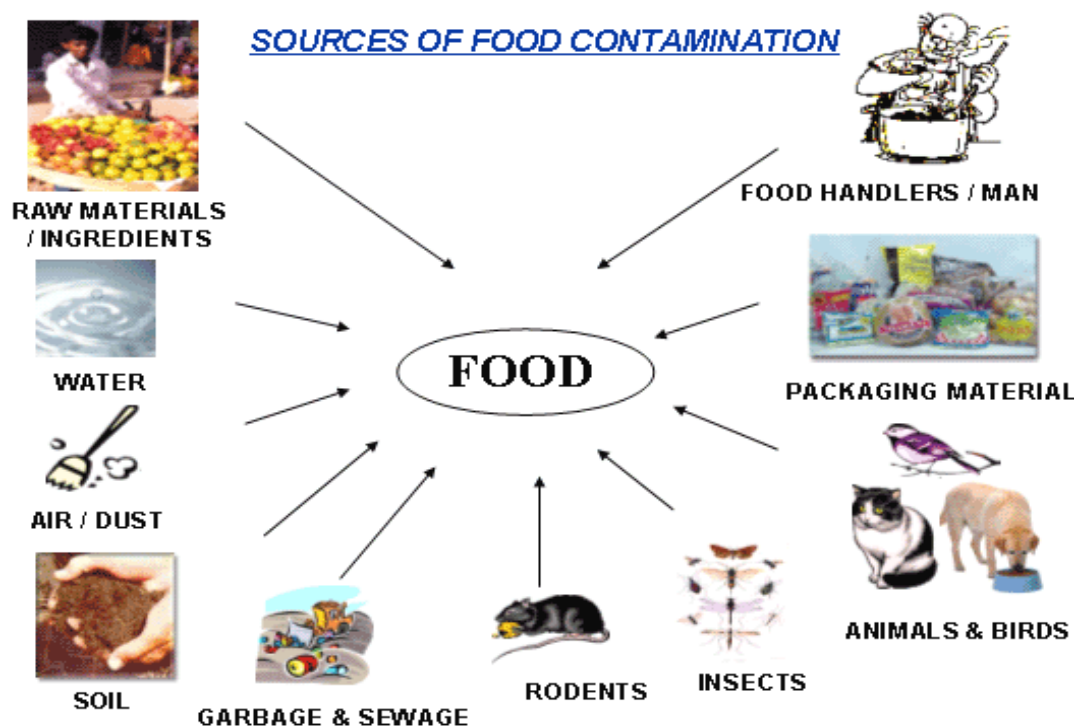 SOURCES OF FOOD CONTAMINATION
RAW MATERIALS
/ INGREDIENTS
FOOD HANDLERS / MAN
WATER
FOOD
PACKAGING MATERIAL
AIR / DUST
SOIL
GARBAGE & SEWAGE
RODENTS
INSECTS
ANIMALS & BIRDS